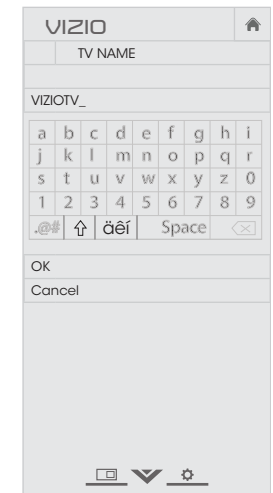 VIZIO
TV NAME
VIZIOTV_
a b c d e f g h i
j k l m n o p q r
s t u v w x y z 0
1 2 3 4 5 6 7 8 9
.@# äêí Space
OK
Cancel